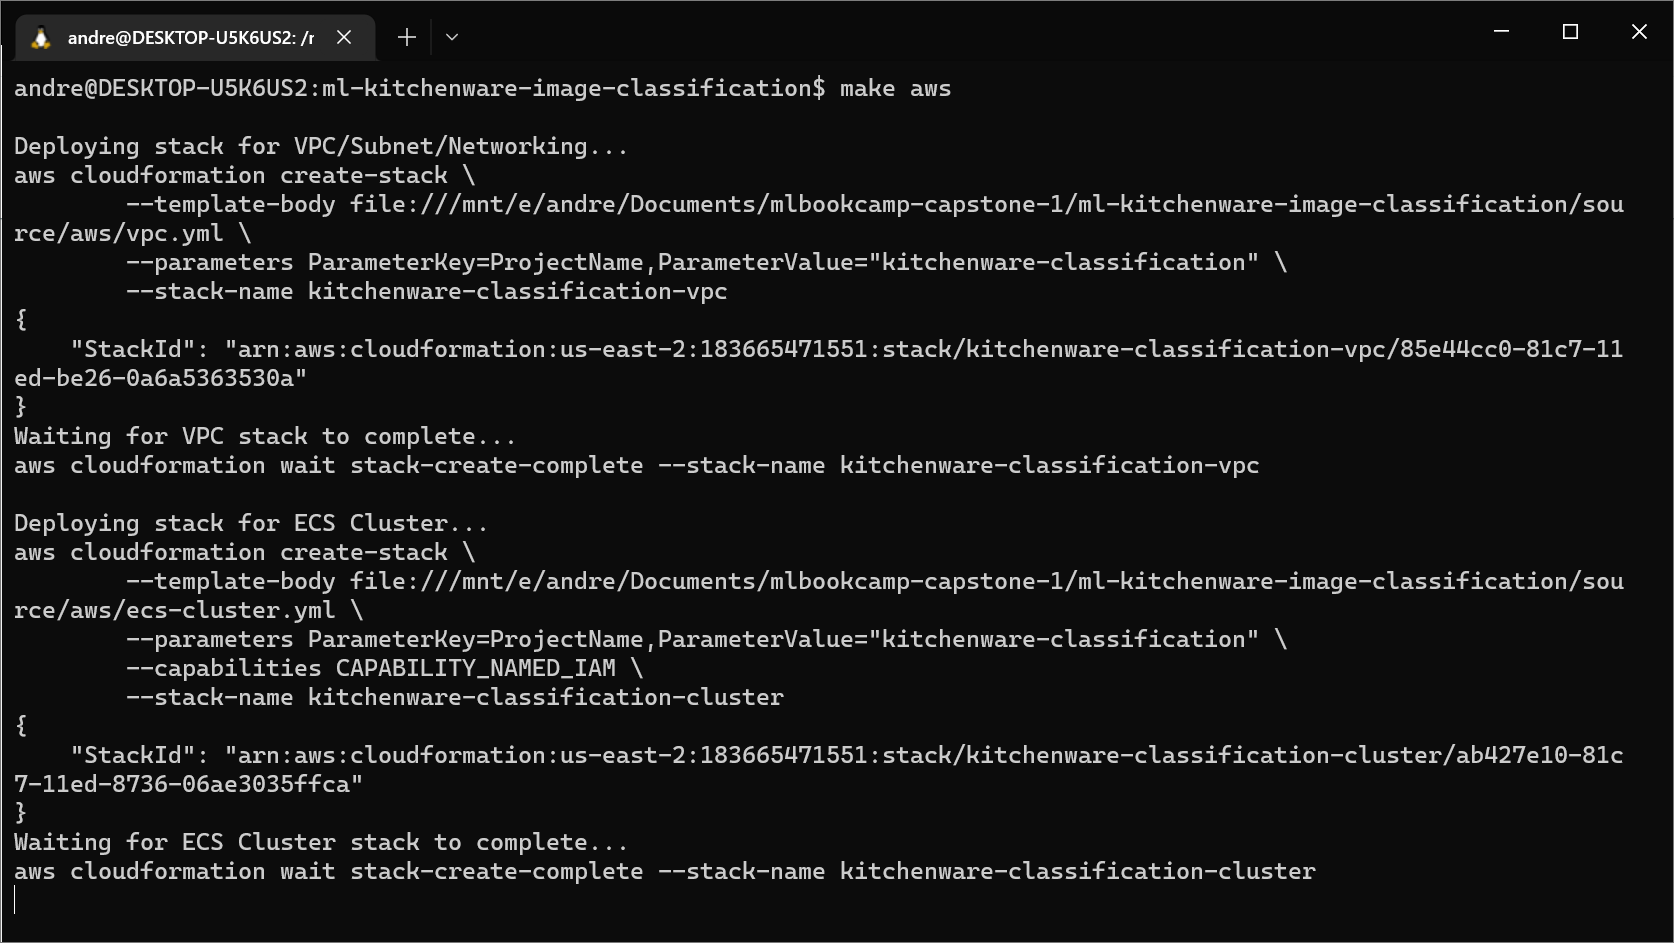 andre@DESKTOP-U5K6US2: /r
andre@DESKTOP-U5K6US2:ml-kitchenware-image-classification$ make aws
Deploying stack for VPC/Subnet/Networking...
aws cloudformation create-stack \
--template-body file:///mnt/e/andre/Documents/mlbookcamp-capstone-1/ml-kitchenware-image-classification/sou
rce/aws/vpc.yml \
--parameters ParameterKey=ProjectName,ParameterValue="kitchenware-classification" \
--stack-name kitchenware-classification-vpc
{
"StackId": "arn:aws:cloudformation:us-east-2:183665471551:stack/kitchenware-classification-vpc/85e44cc0-81c7-11
ed-be26-0a6a5363530a"
}
Waiting for VPC stack to complete...
aws cloudformation wait stack-create-complete --stack-name kitchenware-classification-vpc
Deploying stack for ECS Cluster...
aws cloudformation create-stack \
--template-body file:///mnt/e/andre/Documents/mlbookcamp-capstone-1/ml-kitchenware-image-classification/sou
rce/aws/ecs-cluster.yml \
--parameters ParameterKey=ProjectName,ParameterValue="kitchenware-classification" \
--capabilities CAPABILITY_NAMED_IAM \
--stack-name kitchenware-classification-cluster
{
"StackId": "arn:aws:cloudformation:us-east-2:183665471551:stack/kitchenware-classification-cluster/ab427e10-81c
7-11ed-8736-06ae3035ffca"
}
Waiting for ECS Cluster stack to complete...
aws cloudformation wait stack-create-complete --stack-name kitchenware-classification-cluster